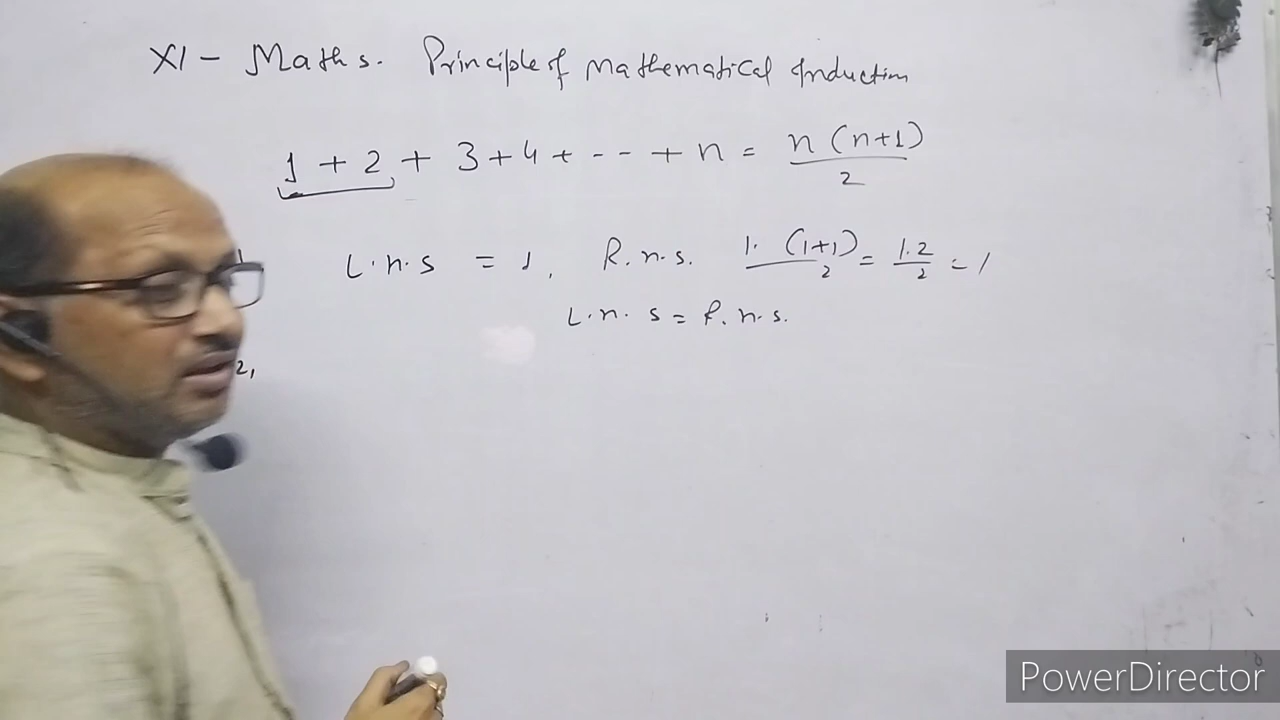 XI - Maths. Principle of Mathematical Induction
1 + 2 + 3 + 4 + - - + n = n (n+1) / 2
L.H.S = 1, R.H.S. 1. (1+1) / 2 = 1.2 / 2 = 1
L.H.S = R.H.S.
2,
PowerDirector